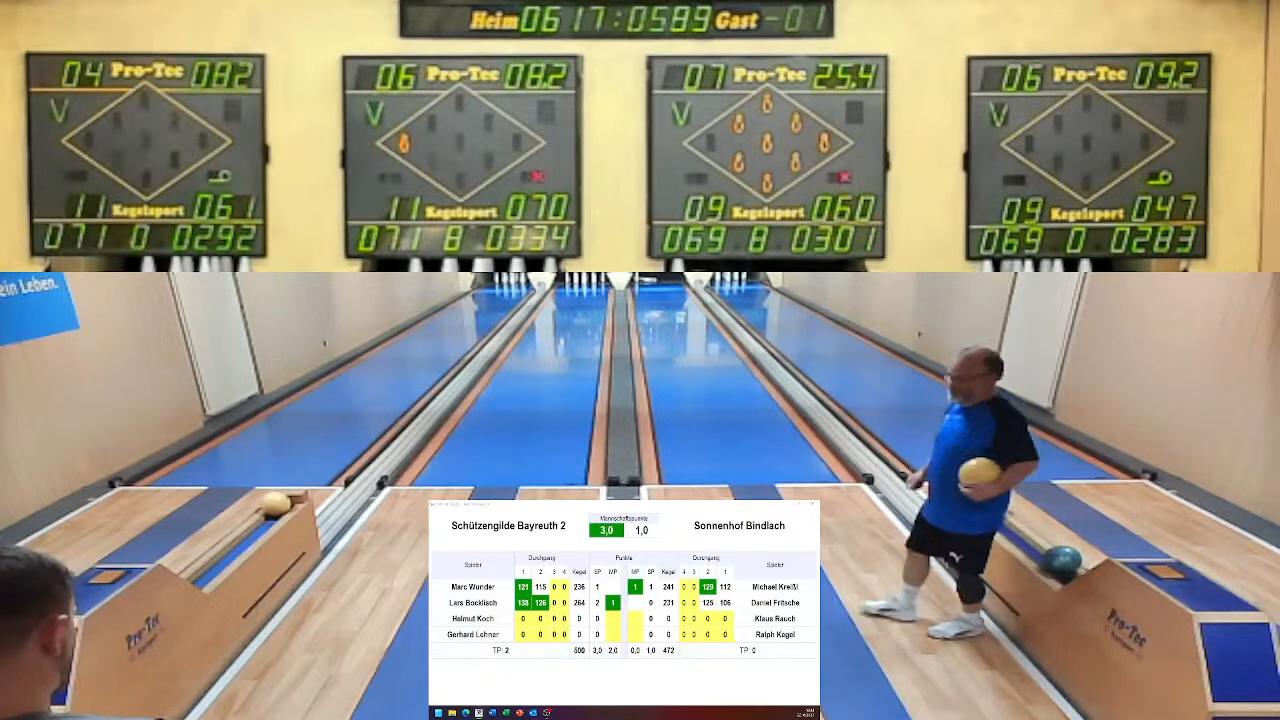 Heim 0617:0589 Gast -01
04 Pro-Tec 082
V
11 Kegelsport 061
071 0 0292
06 Pro-Tec 08.2
V
11 Kegelsport 070
071 8 0334
07 Pro-Tec 25.4
V
09 Kegelsport 060
069 8 0301
06 Pro-Tec 09.2
V
09 Kegelsport 047
069 0 0283
ein Leben.
Pro-Tec
Pro-Tec
Mannschaftspunkte
Schützengilde Bayreuth 2 3,0 1,0 Sonnenhof Bindlach
Durchgang Punkte Durchgang
Spieler 1 2 3 4 Kegel SP MP MP SP Kegel 4 3 2 1 Spieler
Marc Wunder 121 115 0 0 236 1 1 1 241 0 0 129 112 Michael Kreißl
Lars Bocklisch 138 126 0 0 264 2 1 0 231 0 0 125 106 Daniel Fritsche
Helmut Koch 0 0 0 0 0 0 0 0 0 0 0 0 Klaus Rauch
Gerhard Lehner 0 0 0 0 0 0 0 0 0 0 0 0 Ralph Kegel
TP: 2 500 3,0 2,0 0,0 1,0 472 TP: 0